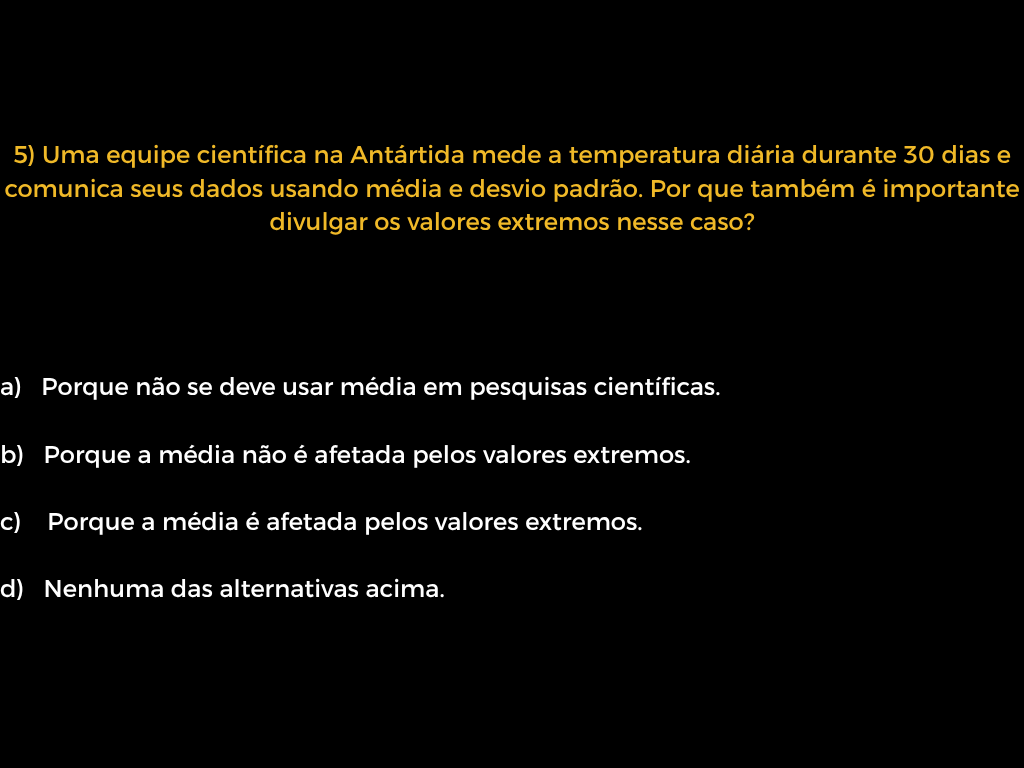 5) Uma equipe científica na Antártida mede a temperatura diária durante 30 dias e
comunica seus dados usando média e desvio padrão. Por que também é importante
divulgar os valores extremos nesse caso?
a) Porque não se deve usar média em pesquisas científicas.
b) Porque a média não é afetada pelos valores extremos.
c) Porque a média é afetada pelos valores extremos.
d) Nenhuma das alternativas acima.